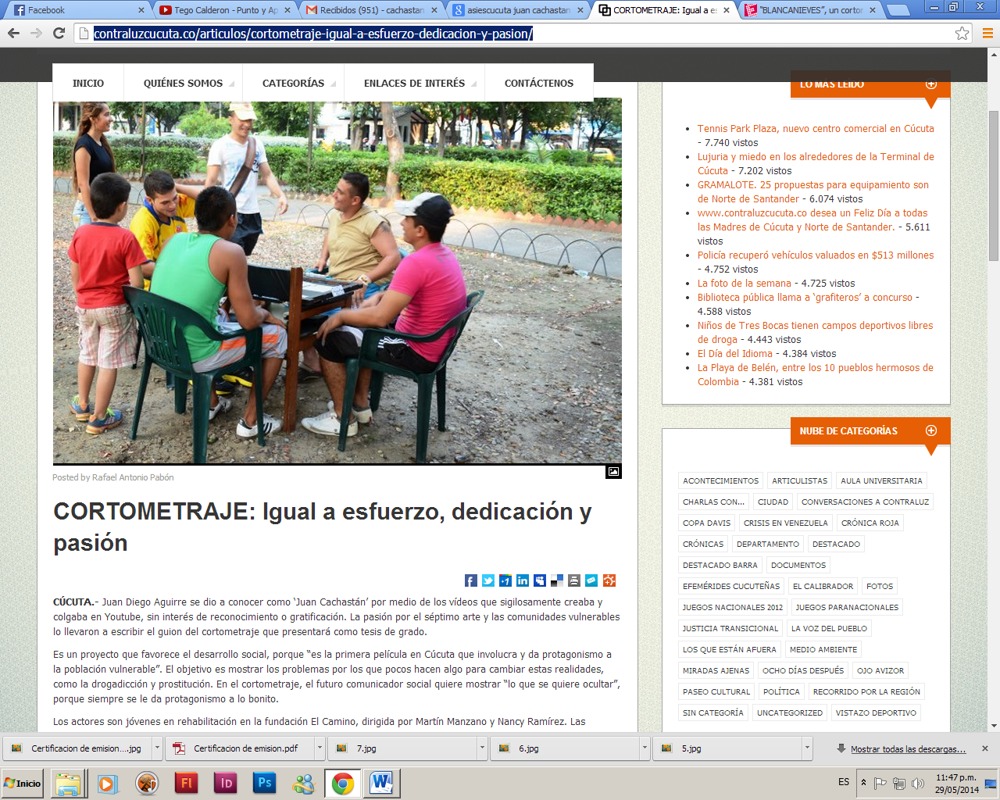 Facebook
Tego Calderon - Punto y Ap
Recibidos (951) - cachastan
asiescucuta juan cachastan
CORTOMETRAJE: Igual a es
"BLANCANIEVES", un corto
contraluzcucuta.co/articulos/cortometraje-igual-a-esfuerzo-dedicacion-y-pasion/
INICIO
QUIÉNES SOMOS
CATEGORÍAS
ENLACES DE INTERÉS
CONTÁCTENOS
Posted by Rafael Antonio Pabón
CORTOMETRAJE: Igual a esfuerzo, dedicación y
pasión
CÚCUTA.- Juan Diego Aguirre se dio a conocer como ‘Juan Cachastán’ por medio de los vídeos que sigilosamente creaba y
colgaba en Youtube, sin interés de reconocimiento o gratificación. La pasión por el séptimo arte y las comunidades vulnerables
lo llevaron a escribir el guion del cortometraje que presentará como tesis de grado.
Es un proyecto que favorece el desarrollo social, porque “es la primera película en Cúcuta que involucra y da protagonismo a
la población vulnerable”. El objetivo es mostrar los problemas por los que pocos hacen algo para cambiar estas realidades,
como la drogadicción y prostitución. En el cortometraje, el futuro comunicador social quiere mostrar “lo que se quiere ocultar”,
porque siempre se le da protagonismo a lo bonito.
Los actores son jóvenes en rehabilitación en la fundación El Camino, dirigida por Martín Manzano y Nancy Ramírez. Las
LO MÁS LEÍDO
Tennis Park Plaza, nuevo centro comercial en Cúcuta
- 7.740 vistos
Lujuria y miedo en los alrededores de la Terminal de
Cúcuta - 7.202 vistos
GRAMALOTE. 25 propuestas para equipamiento son
de Norte de Santander - 6.074 vistos
www.contraluzcucuta.co desea un Feliz Día a todas
las Madres de Cúcuta y Norte de Santander. - 5.611
vistos
Policía recuperó vehículos valuados en $513 millones
- 4.752 vistos
La foto de la semana - 4.725 vistos
Biblioteca pública llama a ‘grafiteros’ a concurso -
4.588 vistos
Niños de Tres Bocas tienen campos deportivos libres
de droga - 4.443 vistos
El Día del Idioma - 4.384 vistos
La Playa de Belén, entre los 10 pueblos hermosos de
Colombia - 4.381 vistos
NUBE DE CATEGORÍAS
ACONTECIMIENTOS ARTICULISTAS AULA UNIVERSITARIA
CHARLAS CON... CIUDAD CONVERSACIONES A CONTRALUZ
COPA DAVIS CRISIS EN VENEZUELA CRÓNICA ROJA
CRÓNICAS DEPARTAMENTO DESTACADO
DESTACADO BARRA DOCUMENTOS
EFEMÉRIDES CUCUTEÑAS EL CALIBRADOR FOTOS
JUEGOS NACIONALES 2012 JUEGOS PARANACIONALES
JUSTICIA TRANSICIONAL LA VOZ DEL PUEBLO
LOS QUE ESTÁN AFUERA MEDIO AMBIENTE
MIRADAS AJENAS OCHO DÍAS DESPUÉS OJO AVIZOR
PASEO CULTURAL POLÍTICA RECORRIDO POR LA REGIÓN
SIN CATEGORÍA UNCATEGORIZED VISTAZO DEPORTIVO
Certificacion de emision....jpg
Certificacion de emision.pdf
7.jpg
6.jpg
5.jpg
Mostrar todas las descargas...
Inicio
Fl
Id
Ps
W
ES
11:47 p.m.
29/05/2014